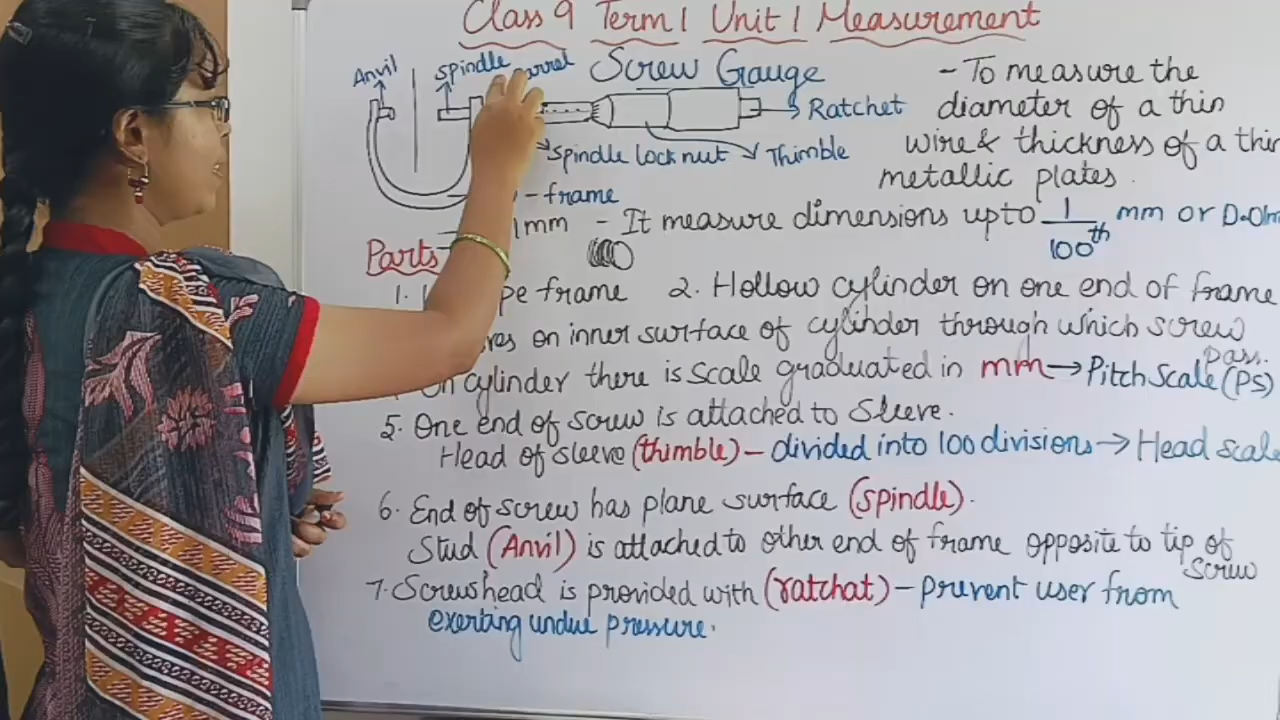 Class 9 Term 1 Unit 1 Measurement
Anvil
Spindle
Screw Gauge
Ratchet
Spindle lock nut
Thimble
- frame
- To measure the
diameter of a thin
wire & thickness of a thin
metallic plates.
1mm - It measure dimensions upto 1/100th mm or 0.01m
100
Parts
1. frame 2. Hollow cylinder on one end of frame
on inner surface of cylinder through which screw
pass.
cylinder there is scale graduated in mm → Pitch Scale (PS)
5. One end of screw is attached to Sleeve.
Head of sleeve (thimble) - divided into 100 divisions → Head scale
6. End of screw has plane surface (spindle).
Stud (Anvil) is attached to other end of frame opposite to tip of
Screw
7. Screwhead is provided with (ratchat) - prevent user from
exerting undue pressure.